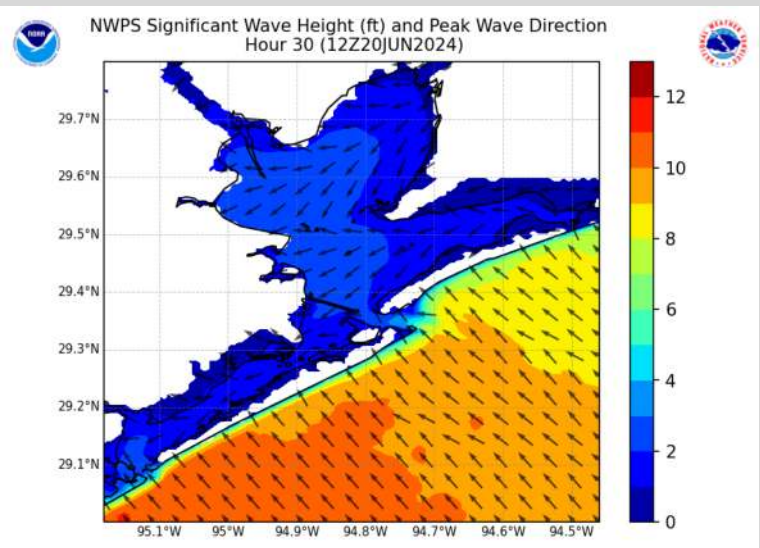 NWPS Significant Wave Height (ft) and Peak Wave Direction
Hour 30 (12Z20JUN2024)
NOAA
29.7°N
29.6°N
29.5°N
29.4°N
29.3°N
29.2°N
29.1°N
95.1°W 95°W 94.9°W 94.8°W 94.7°W 94.6°W 94.5°W
12
10
8
6
4
2
0